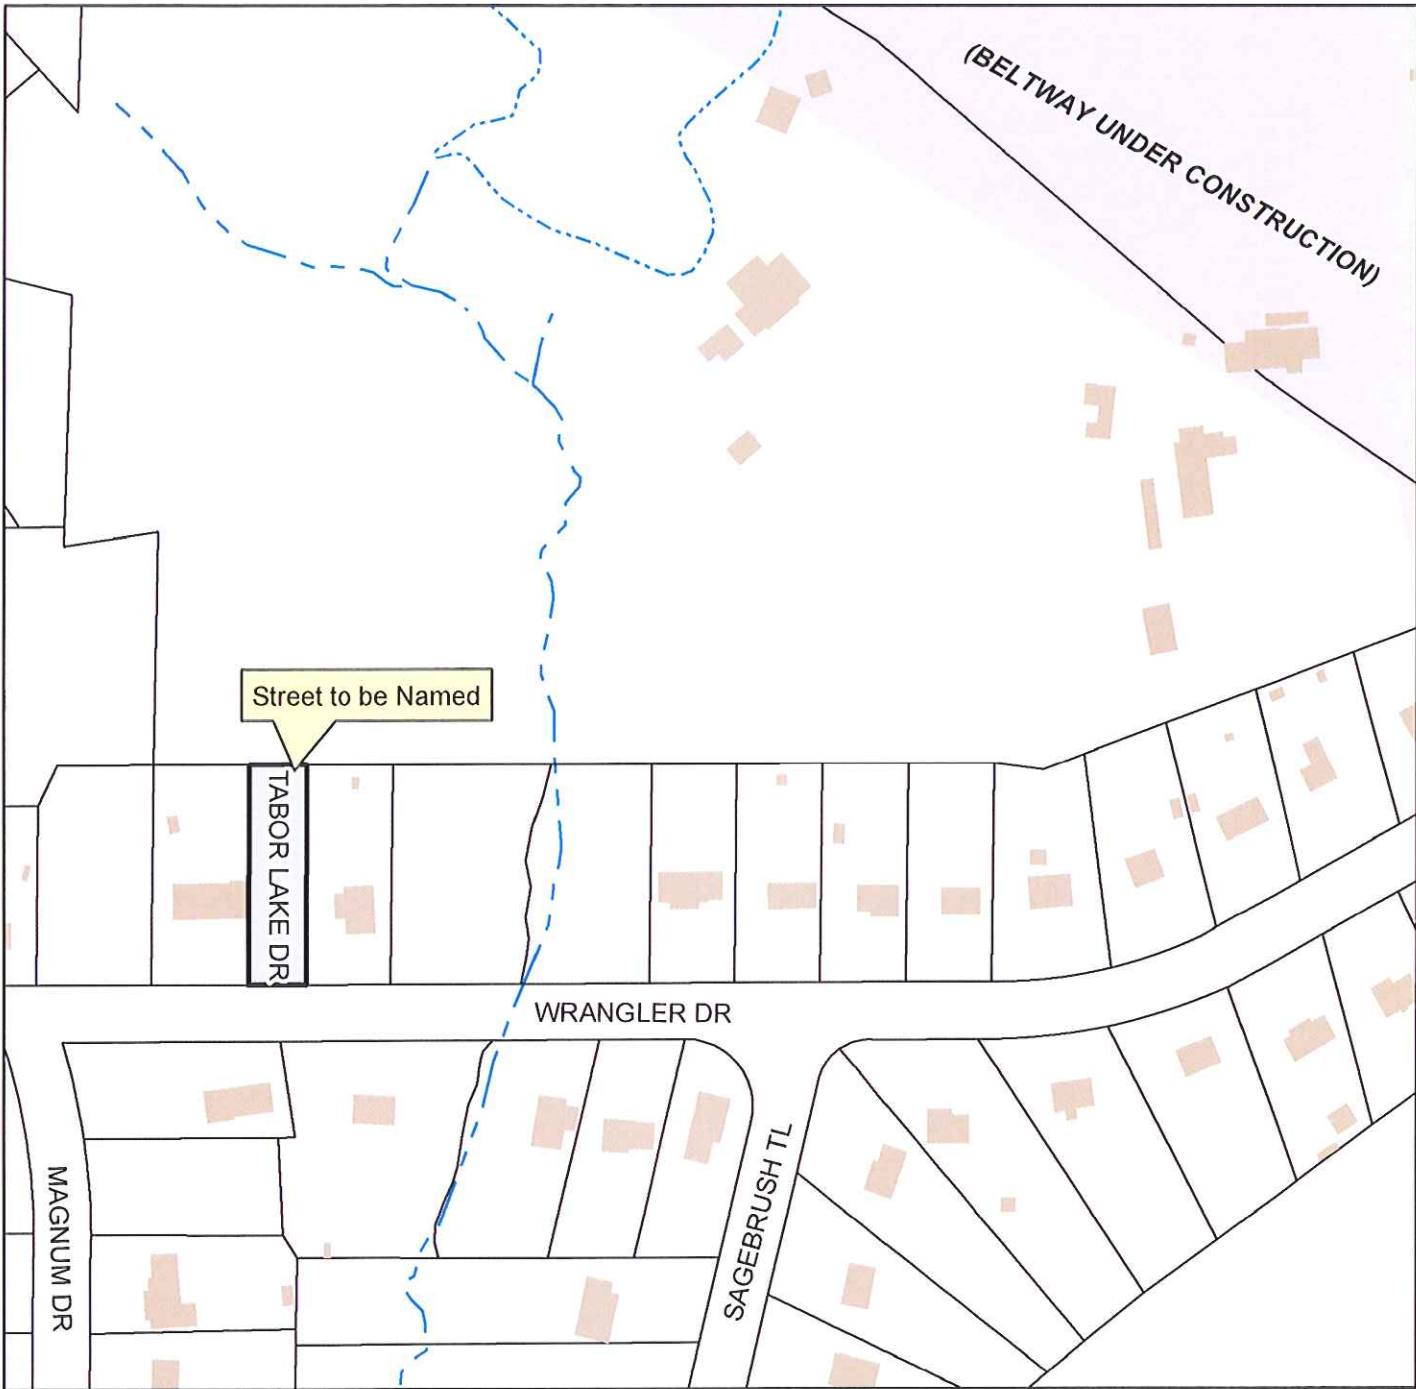 (BELTWAY UNDER CONSTRUCTION)
Street to be Named
TABOR LAKE DR
WRANGLER DR
MAGNUM DR
SAGEBRUSH TL